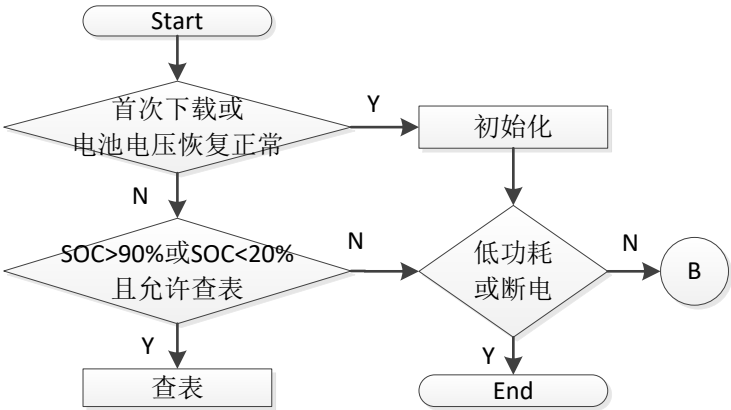 Start
首次下载或
电池电压恢复正常
Y
初始化
N
SOC>90%或SOC<20%
且允许查表
N
低功耗
或断电
N
B
Y
查表
Y
End